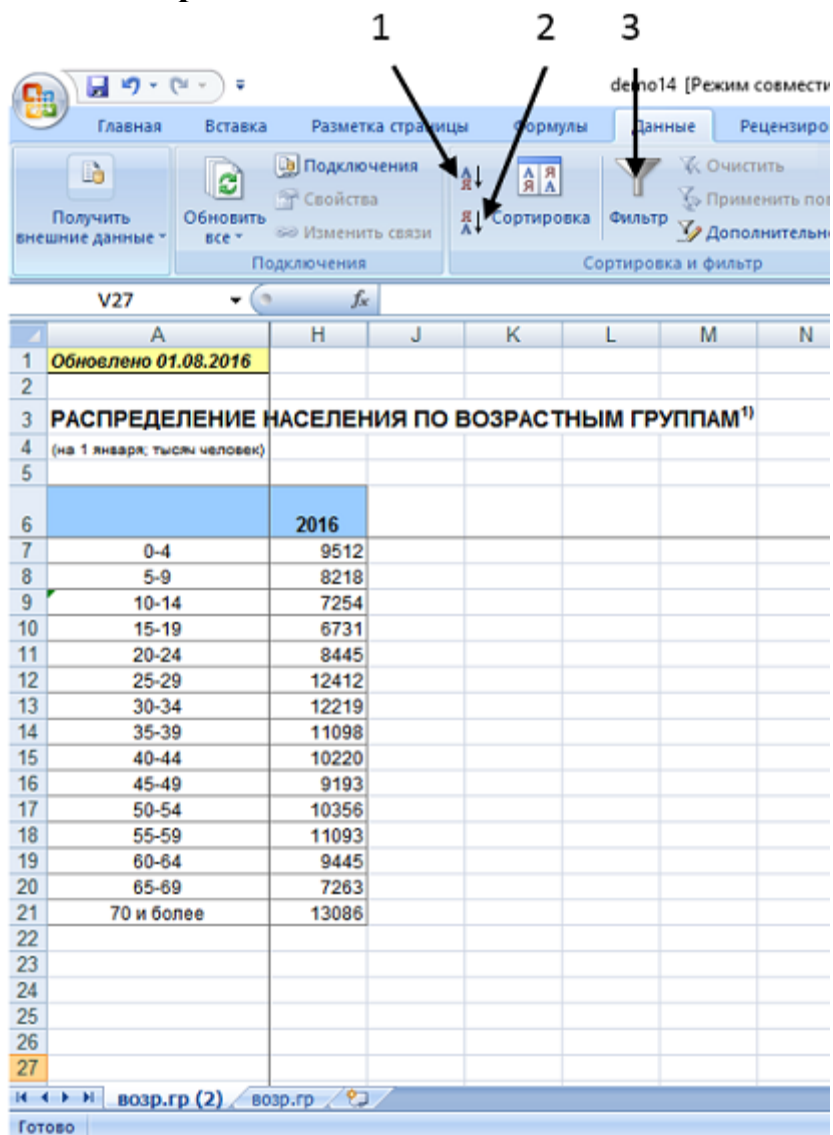 1 2 3
demo14 [Режим совмести
Главная Вставка Разметка страницы Формулы Данные Рецензиро
Получить внешние данные
Обновить все
Подключения
Свойства
Изменить связи
Подключения
А
Я
Я
А
А Я
Я А
Сортировка
Фильтр
Очистить
Применить пов
Дополнительно
Сортировка и фильтр
V27 fx
A H J K L M N
1 Обновлено 01.08.2016
2
3 РАСПРЕДЕЛЕНИЕ НАСЕЛЕНИЯ ПО ВОЗРАСТНЫМ ГРУППАМ1)
4 (на 1 января; тысяч человек)
5
6 2016
7 0-4 9512
8 5-9 8218
9 10-14 7254
10 15-19 6731
11 20-24 8445
12 25-29 12412
13 30-34 12219
14 35-39 11098
15 40-44 10220
16 45-49 9193
17 50-54 10356
18 55-59 11093
19 60-64 9445
20 65-69 7263
21 70 и более 13086
22
23
24
25
26
27
возр.гр (2) возр.гр
Готово